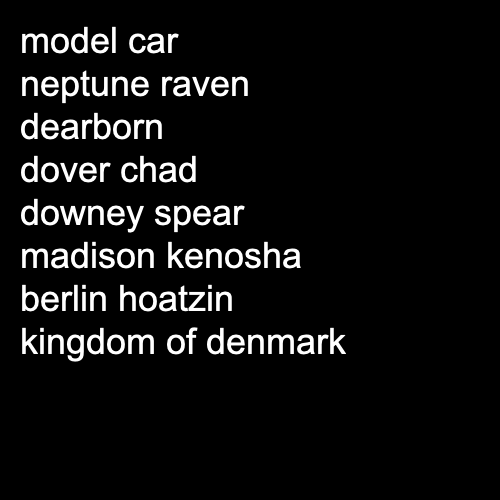 model car
neptune raven
dearborn
dover chad
downey spear
madison kenosha
berlin hoatzin
kingdom of denmark